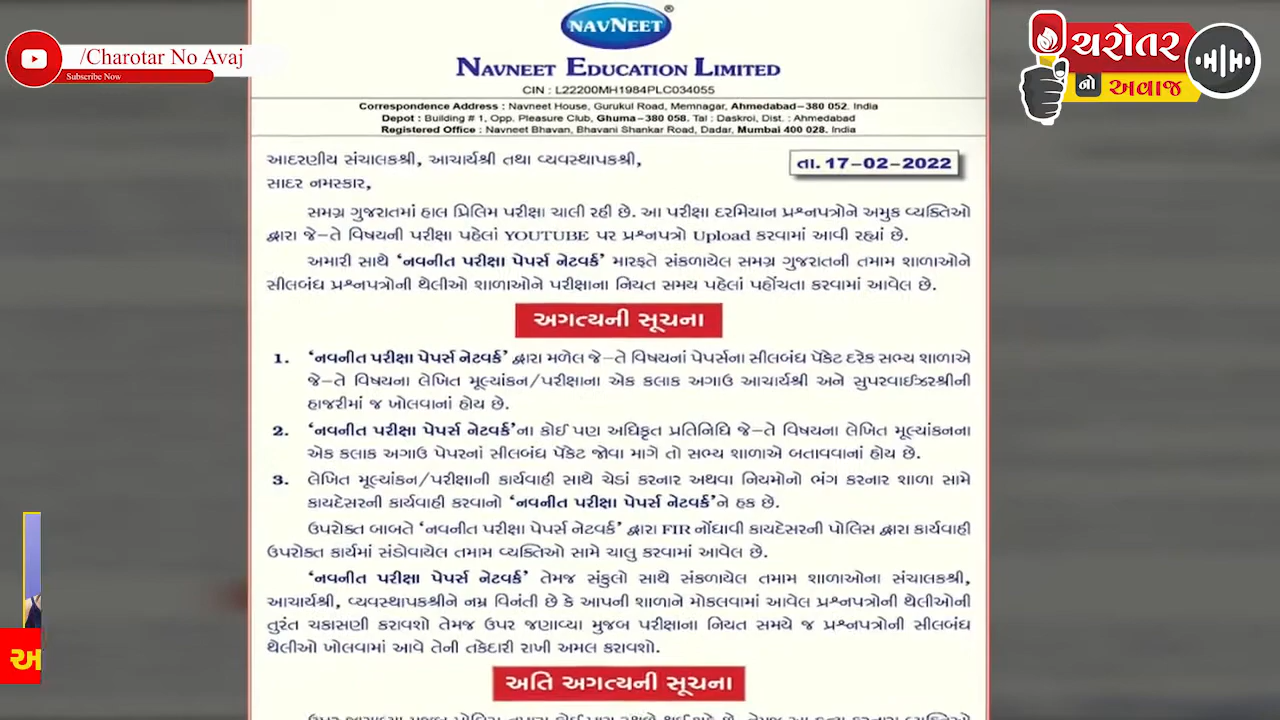 /Charotar No Avaj
Subscribe Now
ચરોતર
નો અવાજ
NAVNEET®
NAVNEET EDUCATION LIMITED
CIN : L22200MH1984PLC034055
Correspondence Address : Navneet House, Gurukul Road, Memnagar, Ahmedabad–380 052. India
Depot : Building # 1, Opp. Pleasure Club, Ghuma–380 058. Tal : Daskroi, Dist. : Ahmedabad
Registered Office : Navneet Bhavan, Bhavani Shankar Road, Dadar, Mumbai 400 028. India
આદરણીય સંચાલકશ્રી, આચાર્યશ્રી તથા વ્યવસ્થાપકશ્રી,
તા. 17–02–2022
સાદર નમસ્કાર,
સમગ્ર ગુજરાતમાં હાલ પ્રિલિમ પરીક્ષા ચાલી રહી છે. આ પરીક્ષા દરમિયાન પ્રશ્નપત્રોને અમુક વ્યક્તિઓ
દ્વારા જે–તે વિષયની પરીક્ષા પહેલાં YOUTUBE પર પ્રશ્નપત્રો Upload કરવામાં આવી રહ્યાં છે.
અમારી સાથે ‘નવનીત પરીક્ષા પેપર્સ નેટવર્ક’ મારફતે સંકળાયેલ સમગ્ર ગુજરાતની તમામ શાળાઓને
સીલબંધ પ્રશ્નપત્રોની થેલીઓ શાળાઓને પરીક્ષાના નિયત સમય પહેલાં પહોંચતા કરવામાં આવેલ છે.
અગત્યની સૂચના
1. ‘નવનીત પરીક્ષા પેપર્સ નેટવર્ક’ દ્વારા મળેલ જે–તે વિષયનાં પેપર્સના સીલબંધ પૅકેટ દરેક સભ્ય શાળાએ
જે–તે વિષયના લેખિત મૂલ્યાંકન/પરીક્ષાના એક કલાક અગાઉ આચાર્યશ્રી અને સુપરવાઈઝરશ્રીની
હાજરીમાં જ ખોલવાનાં હોય છે.
2. ‘નવનીત પરીક્ષા પેપર્સ નેટવર્ક’ના કોઈ પણ અધિકૃત પ્રતિનિધિ જે–તે વિષયના લેખિત મૂલ્યાંકનના
એક કલાક અગાઉ પેપરનાં સીલબંધ પૅકેટ જોવા માગે તો સભ્ય શાળાએ બતાવવાનાં હોય છે.
3. લેખિત મૂલ્યાંકન/પરીક્ષાની કાર્યવાહી સાથે ચેડાં કરનાર અથવા નિયમોનો ભંગ કરનાર શાળા સામે
કાયદેસરની કાર્યવાહી કરવાનો ‘નવનીત પરીક્ષા પેપર્સ નેટવર્ક’ને હક છે.
ઉપરોક્ત બાબતે ‘નવનીત પરીક્ષા પેપર્સ નેટવર્ક’ દ્વારા FIR નોંધાવી કાયદેસરની પોલિસ દ્વારા કાર્યવાહી
ઉપરોક્ત કાર્યમાં સંડોવાયેલ તમામ વ્યક્તિઓ સામે ચાલુ કરવામાં આવેલ છે.
‘નવનીત પરીક્ષા પેપર્સ નેટવર્ક’ તેમજ સંકુલો સાથે સંકળાયેલ તમામ શાળાઓના સંચાલકશ્રી,
આચાર્યશ્રી, વ્યવસ્થાપકશ્રીને નમ્ર વિનંતી છે કે આપની શાળાને મોકલવામાં આવેલ પ્રશ્નપત્રોની થેલીઓની
તુરંત ચકાસણી કરાવશો તેમજ ઉપર જણાવ્યા મુજબ પરીક્ષાના નિયત સમયે જ પ્રશ્નપત્રોની સીલબંધ
થેલીઓ ખોલવામાં આવે તેની તકેદારી રાખી અમલ કરાવશો.
અતિ અગત્યની સૂચના
અ